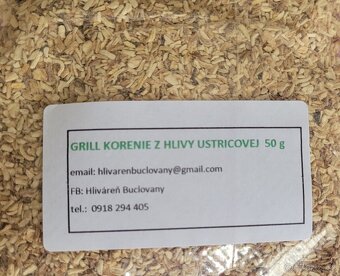 GRILL KORENIE Z HLIVY USTRICOVEJ 50 g
email: hlivarenbuclovany@gmail.com
FB: Hliváreň Buclovany
tel.: 0918 294 405